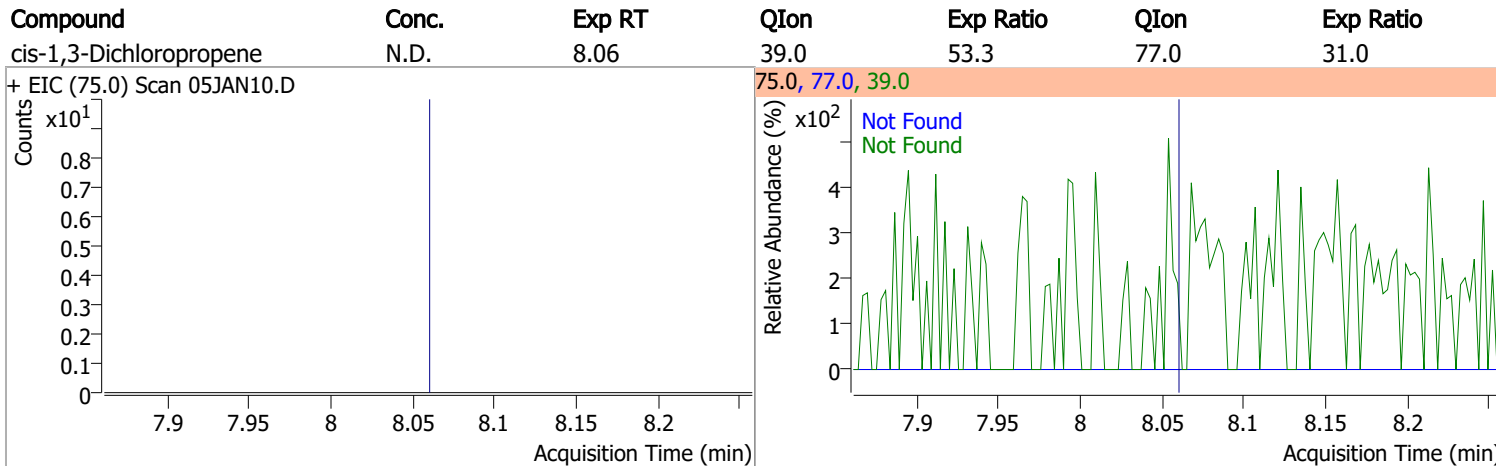 Compound Conc. Exp RT QIon Exp Ratio QIon Exp Ratio
cis-1,3-Dichloropropene N.D. 8.06 39.0 53.3 77.0 31.0
+ EIC (75.0) Scan 05JAN10.D
Counts
x10¹
0.8
0.7
0.6
0.5
0.4
0.3
0.2
0.1
0
7.9 7.95 8 8.05 8.1 8.15 8.2
Acquisition Time (min)
75.0, 77.0, 39.0
Relative Abundance (%)
x10²
Not Found
Not Found
4
3
2
1
0
7.9 7.95 8 8.05 8.1 8.15 8.2
Acquisition Time (min)